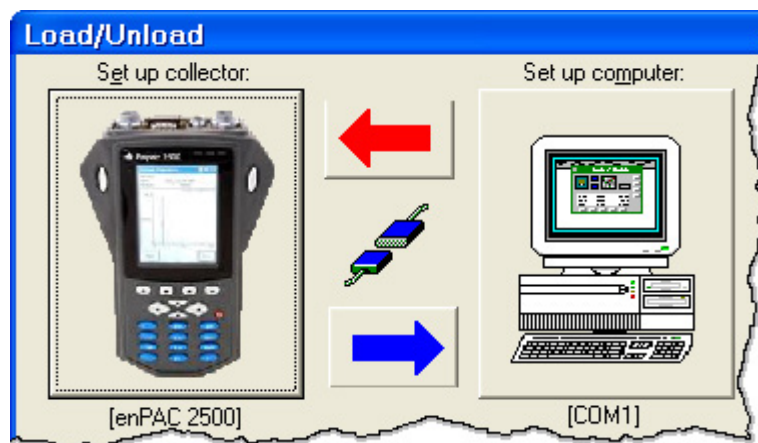 Load/Unload
Set up collector:
Set up computer:
[enPAC 2500]
[COM1]